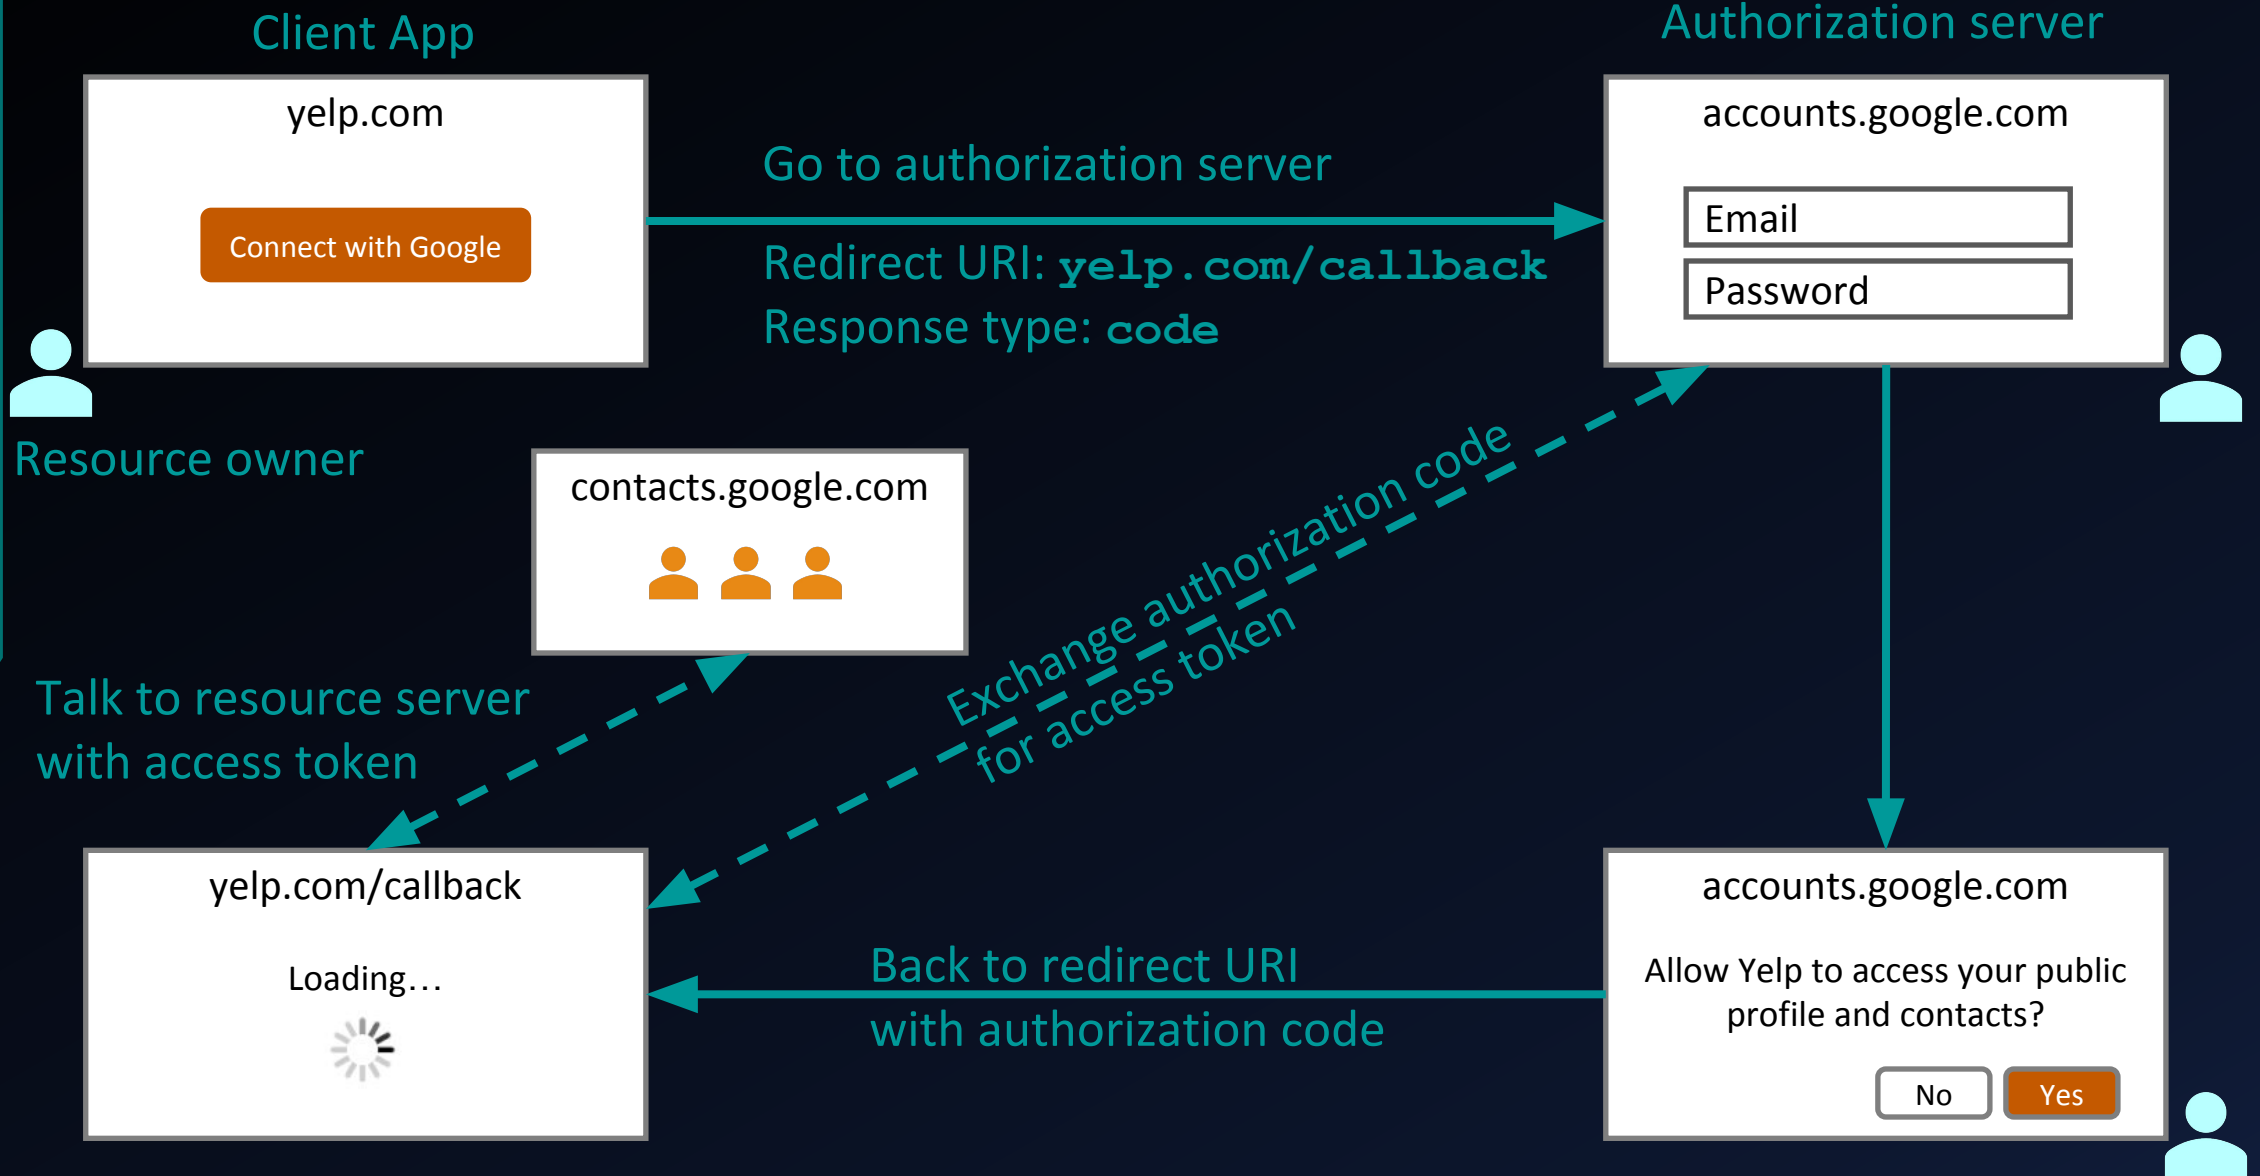 Client App
Authorization server
yelp.com
Connect with Google
Go to authorization server
Redirect URI: yelp.com/callback
Response type: code
accounts.google.com
Email
Password
Resource owner
contacts.google.com
Exchange authorization code
for access token
Talk to resource server
with access token
yelp.com/callback
Loading…
Back to redirect URI
with authorization code
accounts.google.com
Allow Yelp to access your public
profile and contacts?
No
Yes